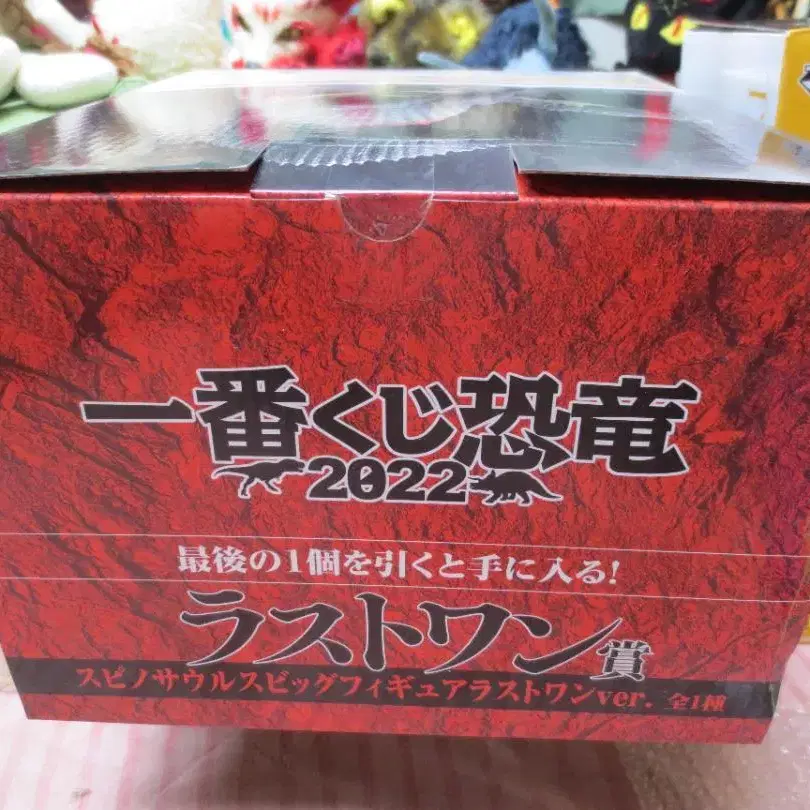 一番くじ恐竜
2022
最後の1個を引くと手に入る!
ラストワン賞
スピノサウルスビッグフィギュアラストワンver. 全1種